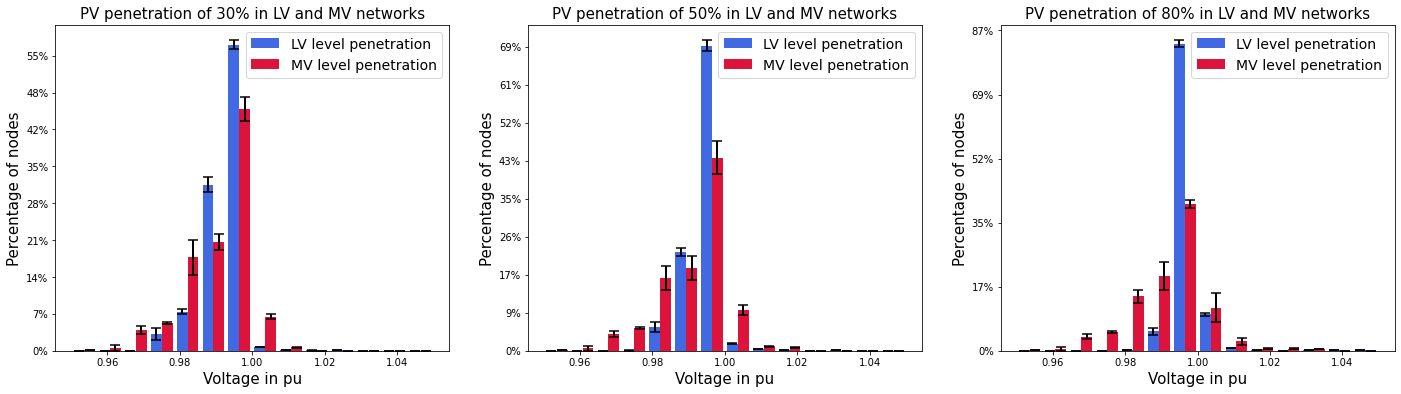 PV penetration of 30% in LV and MV networks
LV level penetration
MV level penetration
Percentage of nodes
55%
48%
42%
35%
28%
21%
14%
7%
0%
0.96
0.98
1.00
1.02
1.04
Voltage in pu
PV penetration of 50% in LV and MV networks
LV level penetration
MV level penetration
Percentage of nodes
69%
61%
52%
43%
35%
26%
17%
9%
0%
0.96
0.98
1.00
1.02
1.04
Voltage in pu
PV penetration of 80% in LV and MV networks
LV level penetration
MV level penetration
Percentage of nodes
87%
69%
52%
35%
17%
0%
0.96
0.98
1.00
1.02
1.04
Voltage in pu